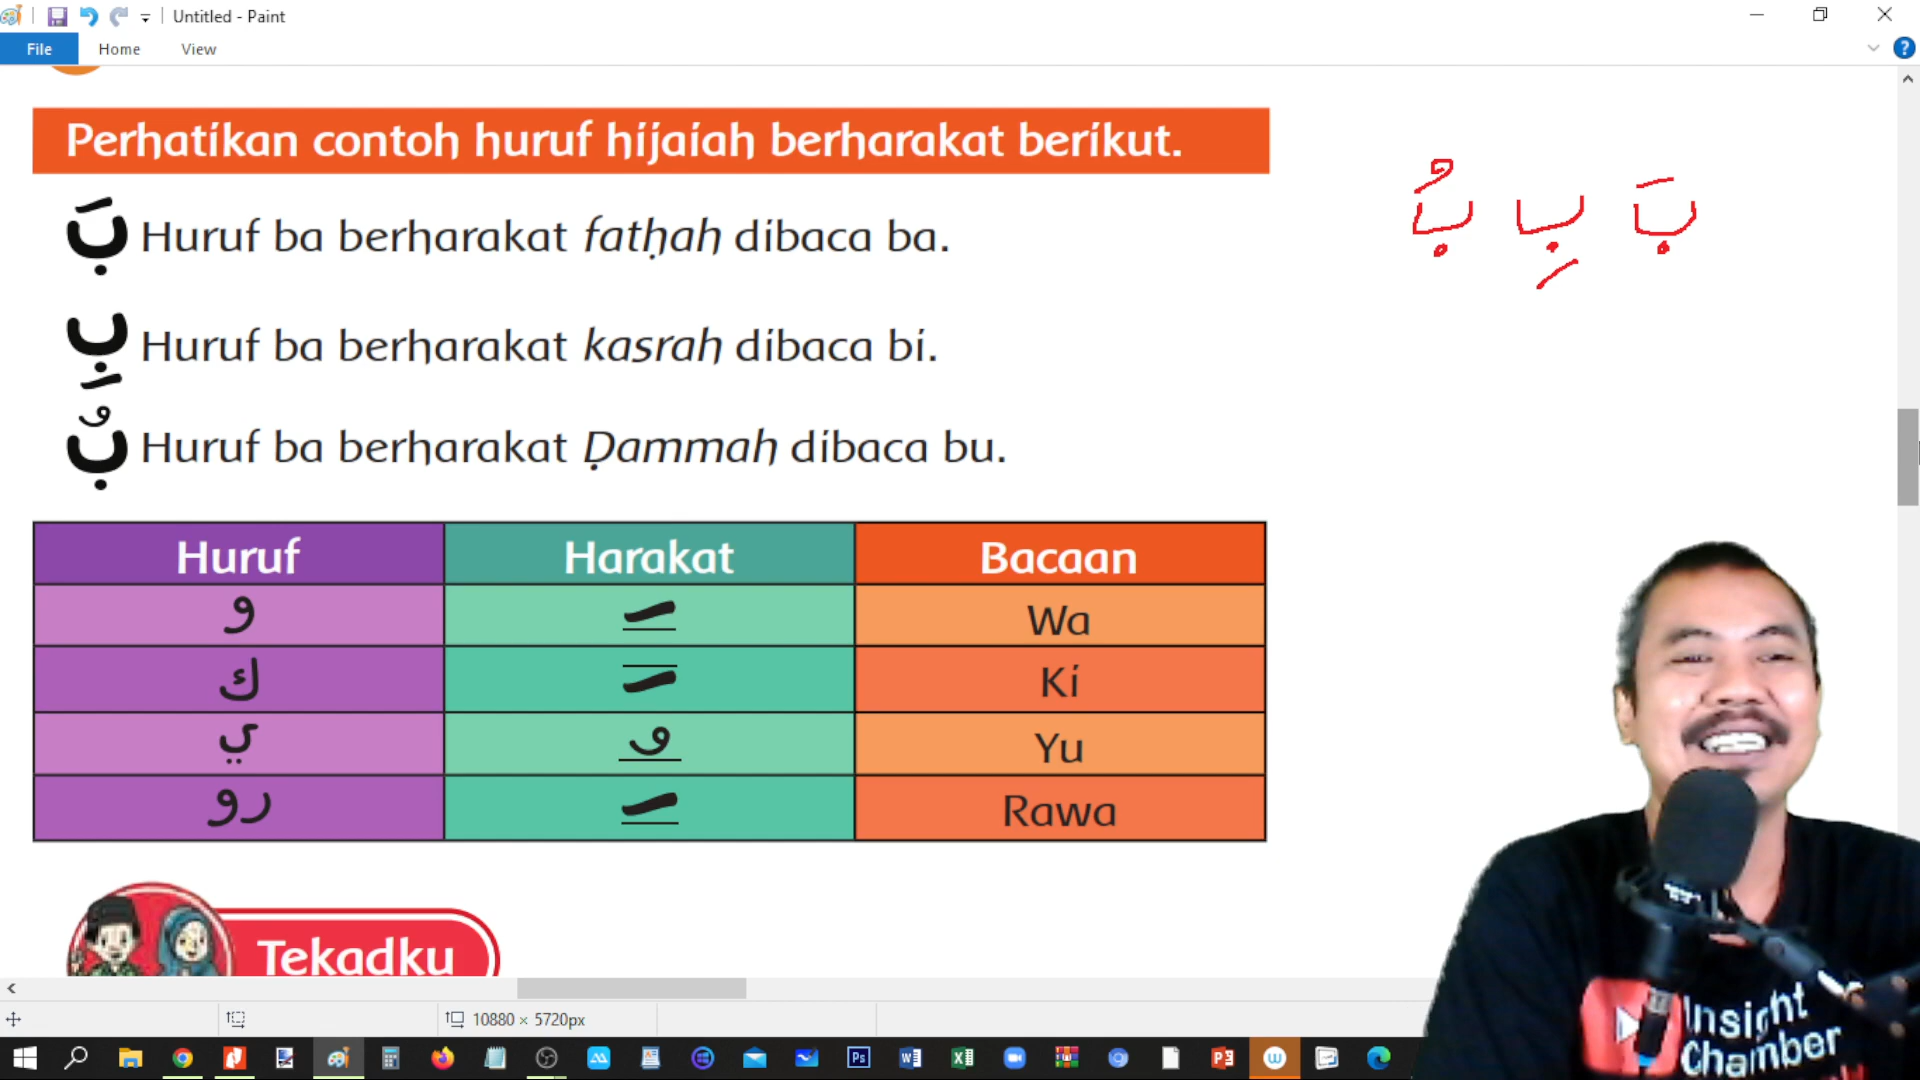 Untitled - Paint
File Home View
Perhatikan contoh huruf hijaiah berharakat berikut.
بَ Huruf ba berharakat fatḥah dibaca ba.
بِ Huruf ba berharakat kasrah dibaca bi.
بُ Huruf ba berharakat Ḍammah dibaca bu.
بَ بِ بُ
Huruf Harakat Bacaan
و ـَ Wa
ك ـِ Ki
ي ـُ Yu
رو ـَ Rawa
Tekadku
10880 × 5720px
Insight
Chamber